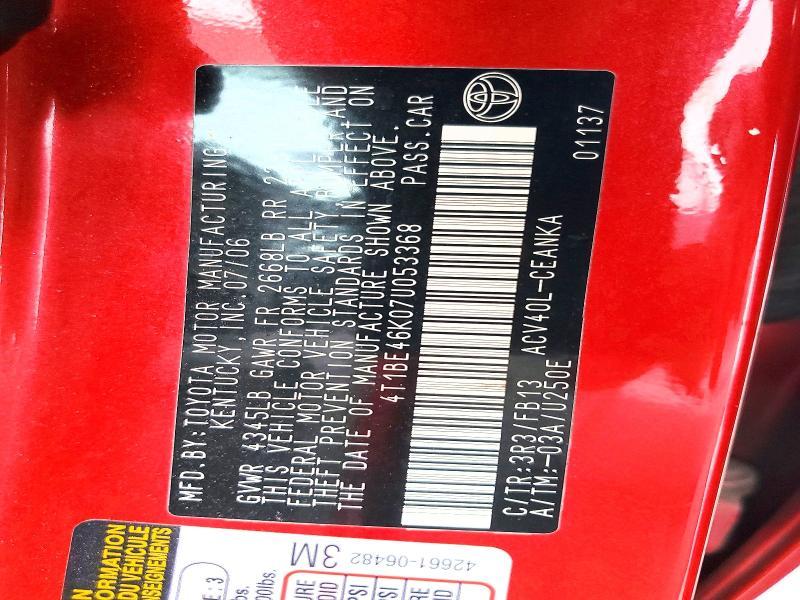 MFD.BY:TOYOTA MOTOR MANUFACTURING
KENTUCKY, INC. 07/06
GVWR 4345LB GAWR FR 2668LB RR
THIS VEHICLE CONFORMS TO ALL
FEDERAL MOTOR VEHICLE SAFETY AND
THEFT PREVENTION STANDARDS IN EFFECT ON
THE DATE OF MANUFACTURE SHOWN ABOVE.
4T1BE46K07U053368 PASS.CAR
01137
C/TR:3R3/FB13 ACV40L-CEANKA
A/TM:-03A/U250E
42661-06482
3M